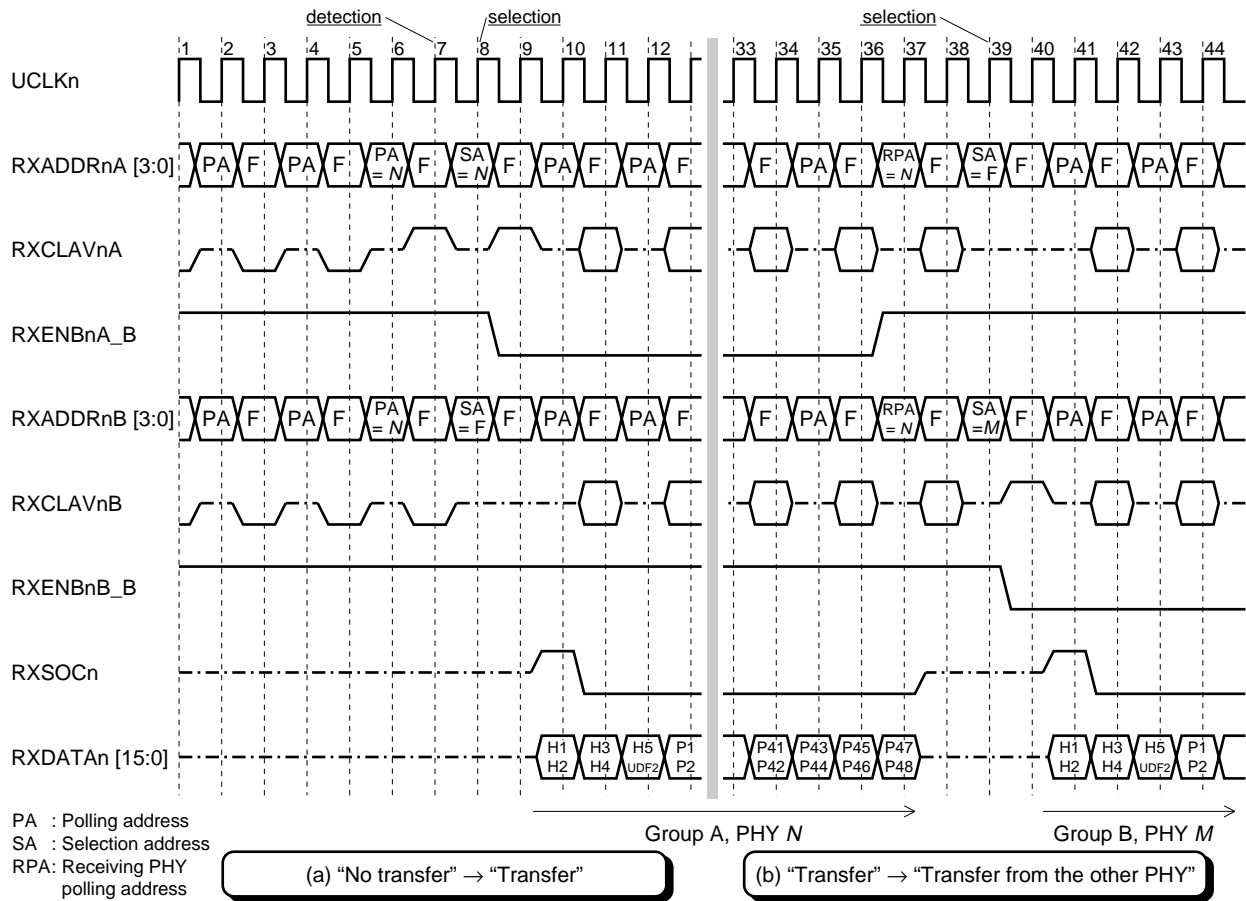 detection selection selection
1 2 3 4 5 6 7 8 9 10 11 12 33 34 35 36 37 38 39 40 41 42 43 44
UCLKn
RXADDRnA [3:0] PA F PA F PA = N F SA = N F PA F PA F F PA F RPA = N F SA = F F PA F PA F
RXCLAVnA
RXENBnA_B
RXADDRnB [3:0] PA F PA F PA = N F SA = F F PA F PA F F PA F RPA = N F SA =M F PA F PA F
RXCLAVnB
RXENBnB_B
RXSOCn
H1 H3 H5 P1 P41 P43 P45 P47 H1 H3 H5 P1
RXDATAn [15:0]
H2 H4 UDF2 P2 P42 P44 P46 P48 H2 H4 UDF2 P2
PA : Polling address
SA : Selection address
RPA: Receiving PHY
polling address
Group A, PHY N
Group B, PHY M
(a) “No transfer” → “Transfer”
(b) “Transfer” → “Transfer from the other PHY”